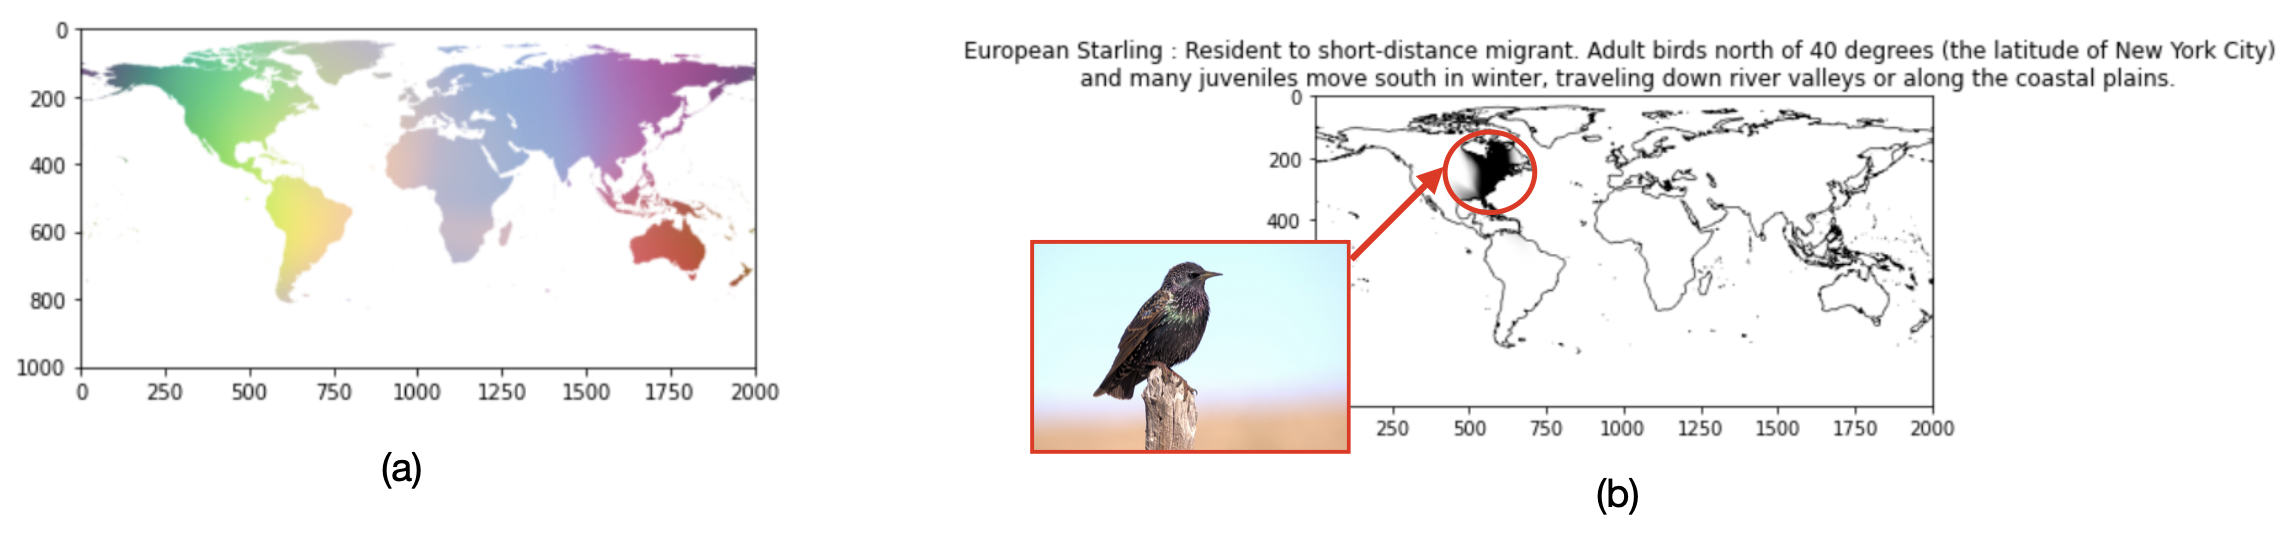 0
200
400
600
800
1000
0 250 500 750 1000 1250 1500 1750 2000
(a)
European Starling : Resident to short-distance migrant. Adult birds north of 40 degrees (the latitude of New York City)
and many juveniles move south in winter, traveling down river valleys or along the coastal plains.
0
200
400
250 500 750 1000 1250 1500 1750 2000
(b)